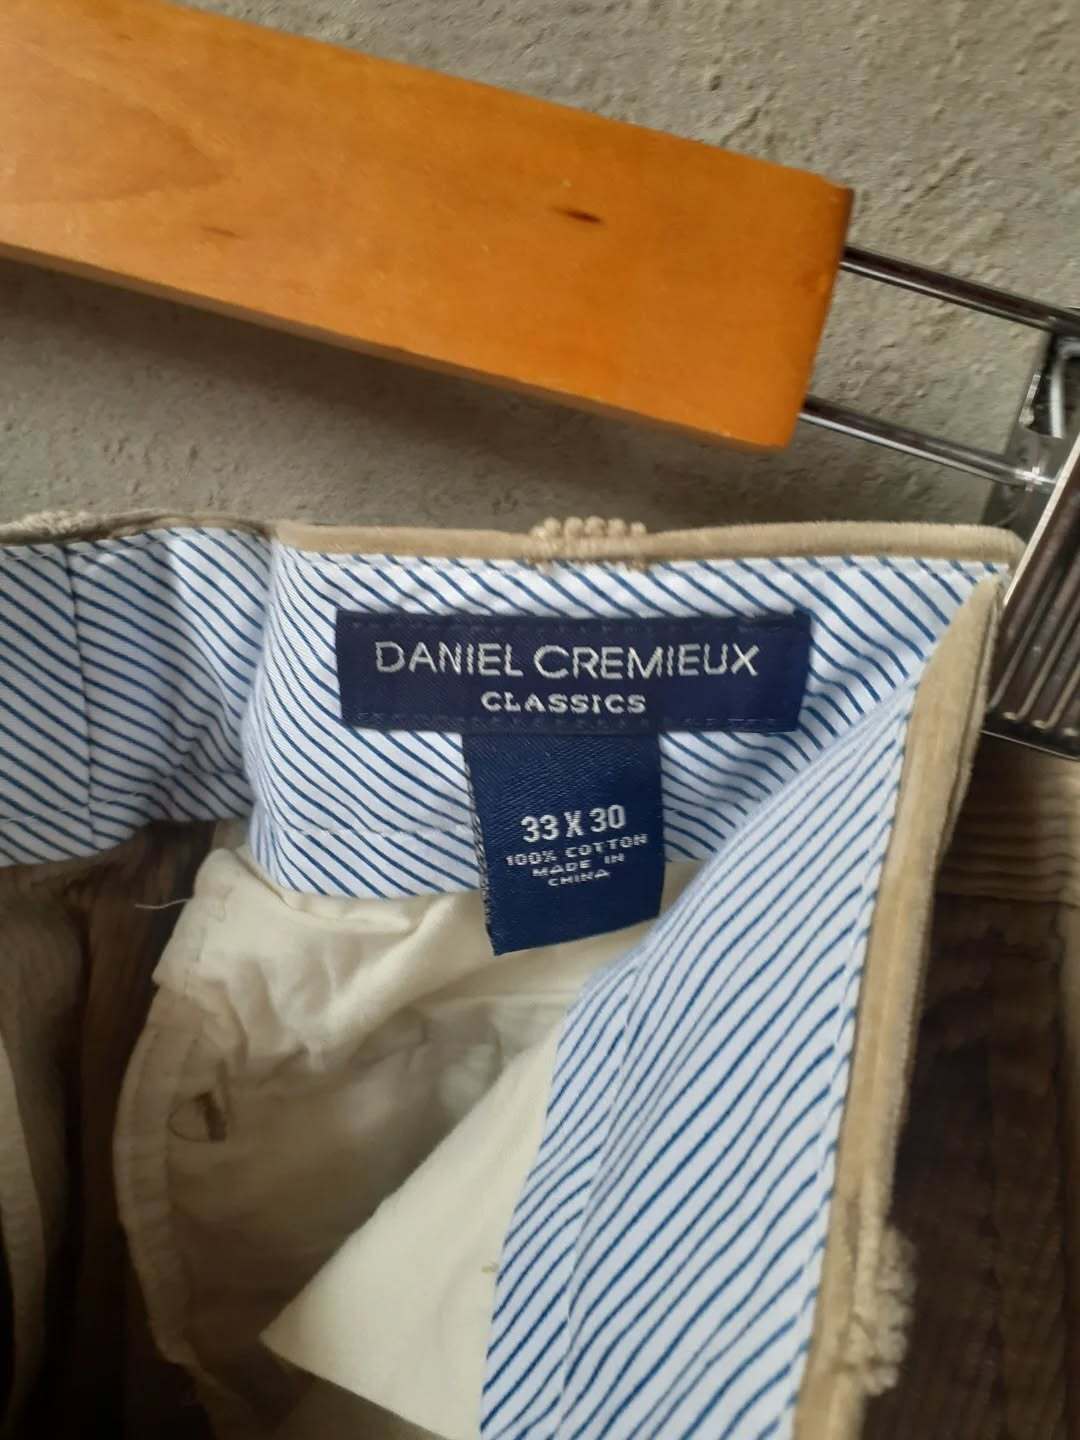 DANIEL CREMIEUX
CLASSICS
33 X 30
100% COTTON
MADE IN
CHINA